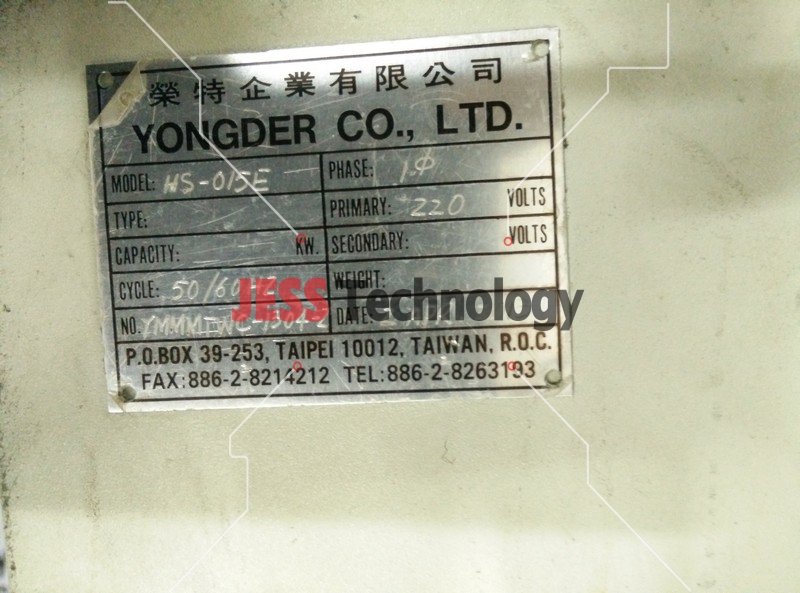 榮特企業有限公司
YONGDER CO., LTD.
MODEL: HS-015E
PHASE: 1Φ
TYPE:
PRIMARY: 220 VOLTS
CAPACITY: KW.
SECONDARY: VOLTS
CYCLE: 50/60HZ
WEIGHT:
NO.
DATE:
JESS Technology
P.O.BOX 39-253, TAIPEI 10012, TAIWAN, R.O.C.
FAX:886-2-8214212 TEL:886-2-8263193